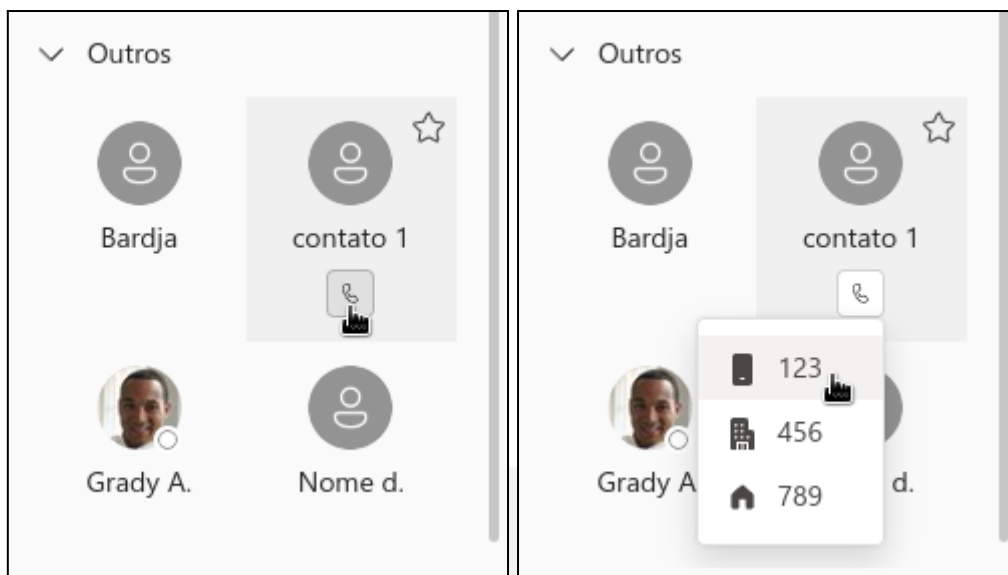 Outros
Bardja
contato 1
Grady A.
Nome d.
Outros
Bardja
contato 1
123
456
789
Grady A
d.